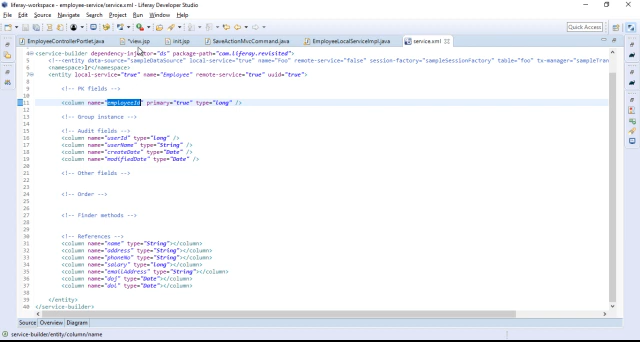 liferay-workspace - employee-service/service.xml - Liferay Developer Studio
File Edit Source Navigate Search Project Run Window Help
Quick Access
EmployeeControllerPortlet.java *view.jsp init.jsp SaveActionMvcCommand.java EmployeeLocalServiceImpl.java service.xml
<service-builder dependency-injector="ds" package-path="com.liferay.revisited">
<!--<entity data-source="sampleDataSource" local-service="true" name="Foo" remote-service="false" session-factory="sampleSessionFactory" table="foo" tx-manager="sampleTran
<namespace>lr</namespace>
<entity local-service="true" name="Employee" remote-service="true" uuid="true">
<!-- PK fields -->
<column name="employeeId" primary="true" type="long" />
<!-- Group instance -->
<!-- Audit fields -->
<column name="userId" type="long" />
<column name="userName" type="String" />
<column name="createDate" type="Date" />
<column name="modifiedDate" type="Date" />
<!-- Other fields -->
<!-- Order -->
<!-- Finder methods -->
<!-- References -->
<column name="name" type="String"></column>
<column name="address" type="String"></column>
<column name="phoneNo" type="String"></column>
<column name="salary" type="long"></column>
<column name="emailAddress" type="String"></column>
<column name="doj" type="Date"></column>
<column name="doi" type="Date"></column>
</entity>
</service-builder>
Source Overview Diagram
service-builder/entity/column/name